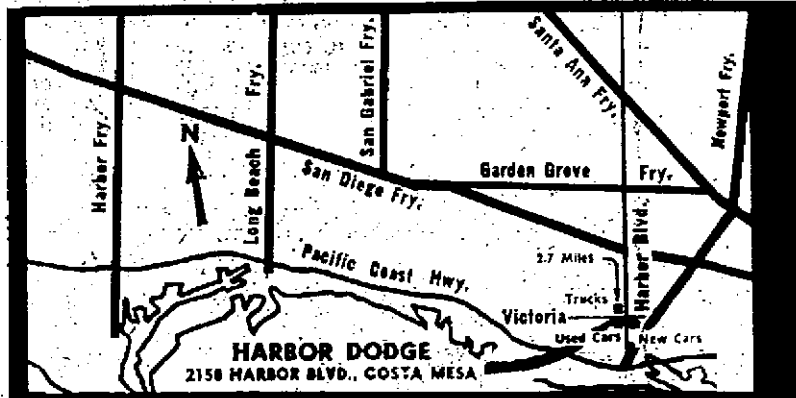 Harbor Fry.
Long Beach Fry.
San Gabriel Fry.
Santa Ana Fry.
Newport Fry.
N
San Diego Fry.
Garden Grove Fry.
Harbor Blvd.
Pacific Coast Hwy.
2.7 Miles
Trucks
Victoria
Used Cars
New Cars
HARBOR DODGE
2158 HARBOR BLVD., COSTA MESA